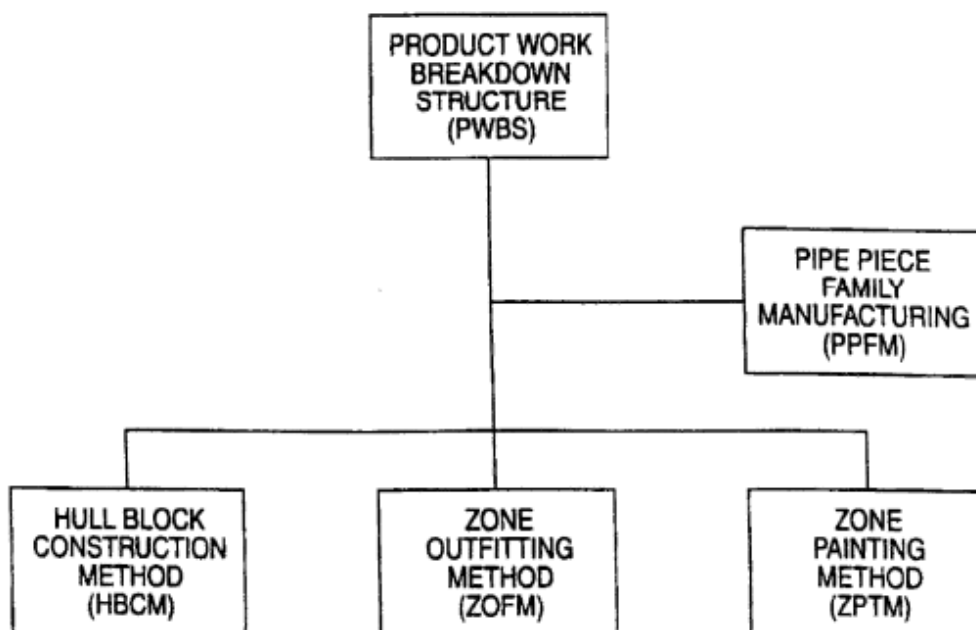 PRODUCT WORK
BREAKDOWN
STRUCTURE
(PWBS)
PIPE PIECE
FAMILY
MANUFACTURING
(PPFM)
HULL BLOCK
CONSTRUCTION
METHOD
(HBCM)
ZONE
OUTFITTING
METHOD
(ZOFM)
ZONE
PAINTING
METHOD
(ZPTM)